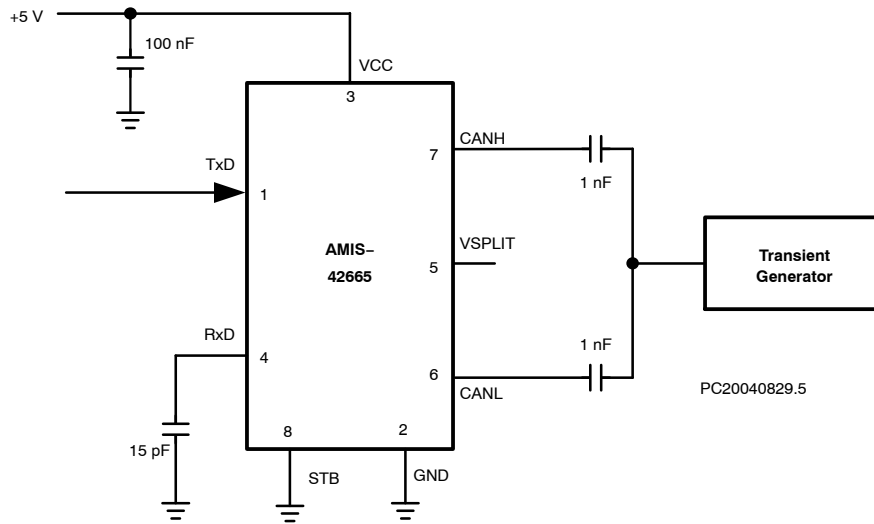 +5 V
100 nF
VCC
3
CANH
7
1 nF
TxD
1
AMIS−
42665
VSPLIT
5
Transient
Generator
RxD
4
1 nF
6
CANL
PC20040829.5
15 pF
8
2
STB
GND